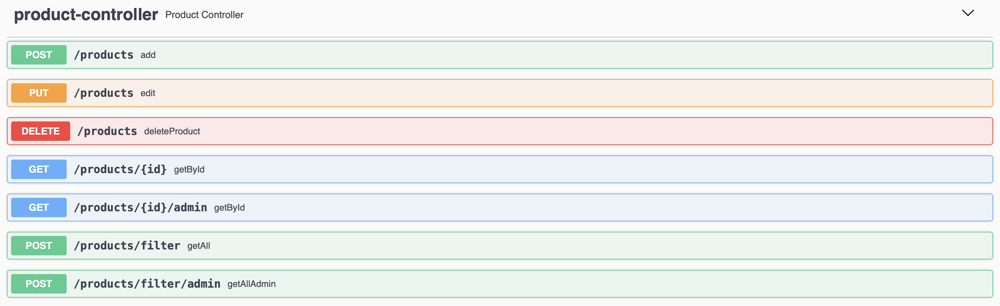 product-controller Product Controller
POST /products add
PUT /products edit
DELETE /products deleteProduct
GET /products/{id} getById
GET /products/{id}/admin getById
POST /products/filter getAll
POST /products/filter/admin getAllAdmin